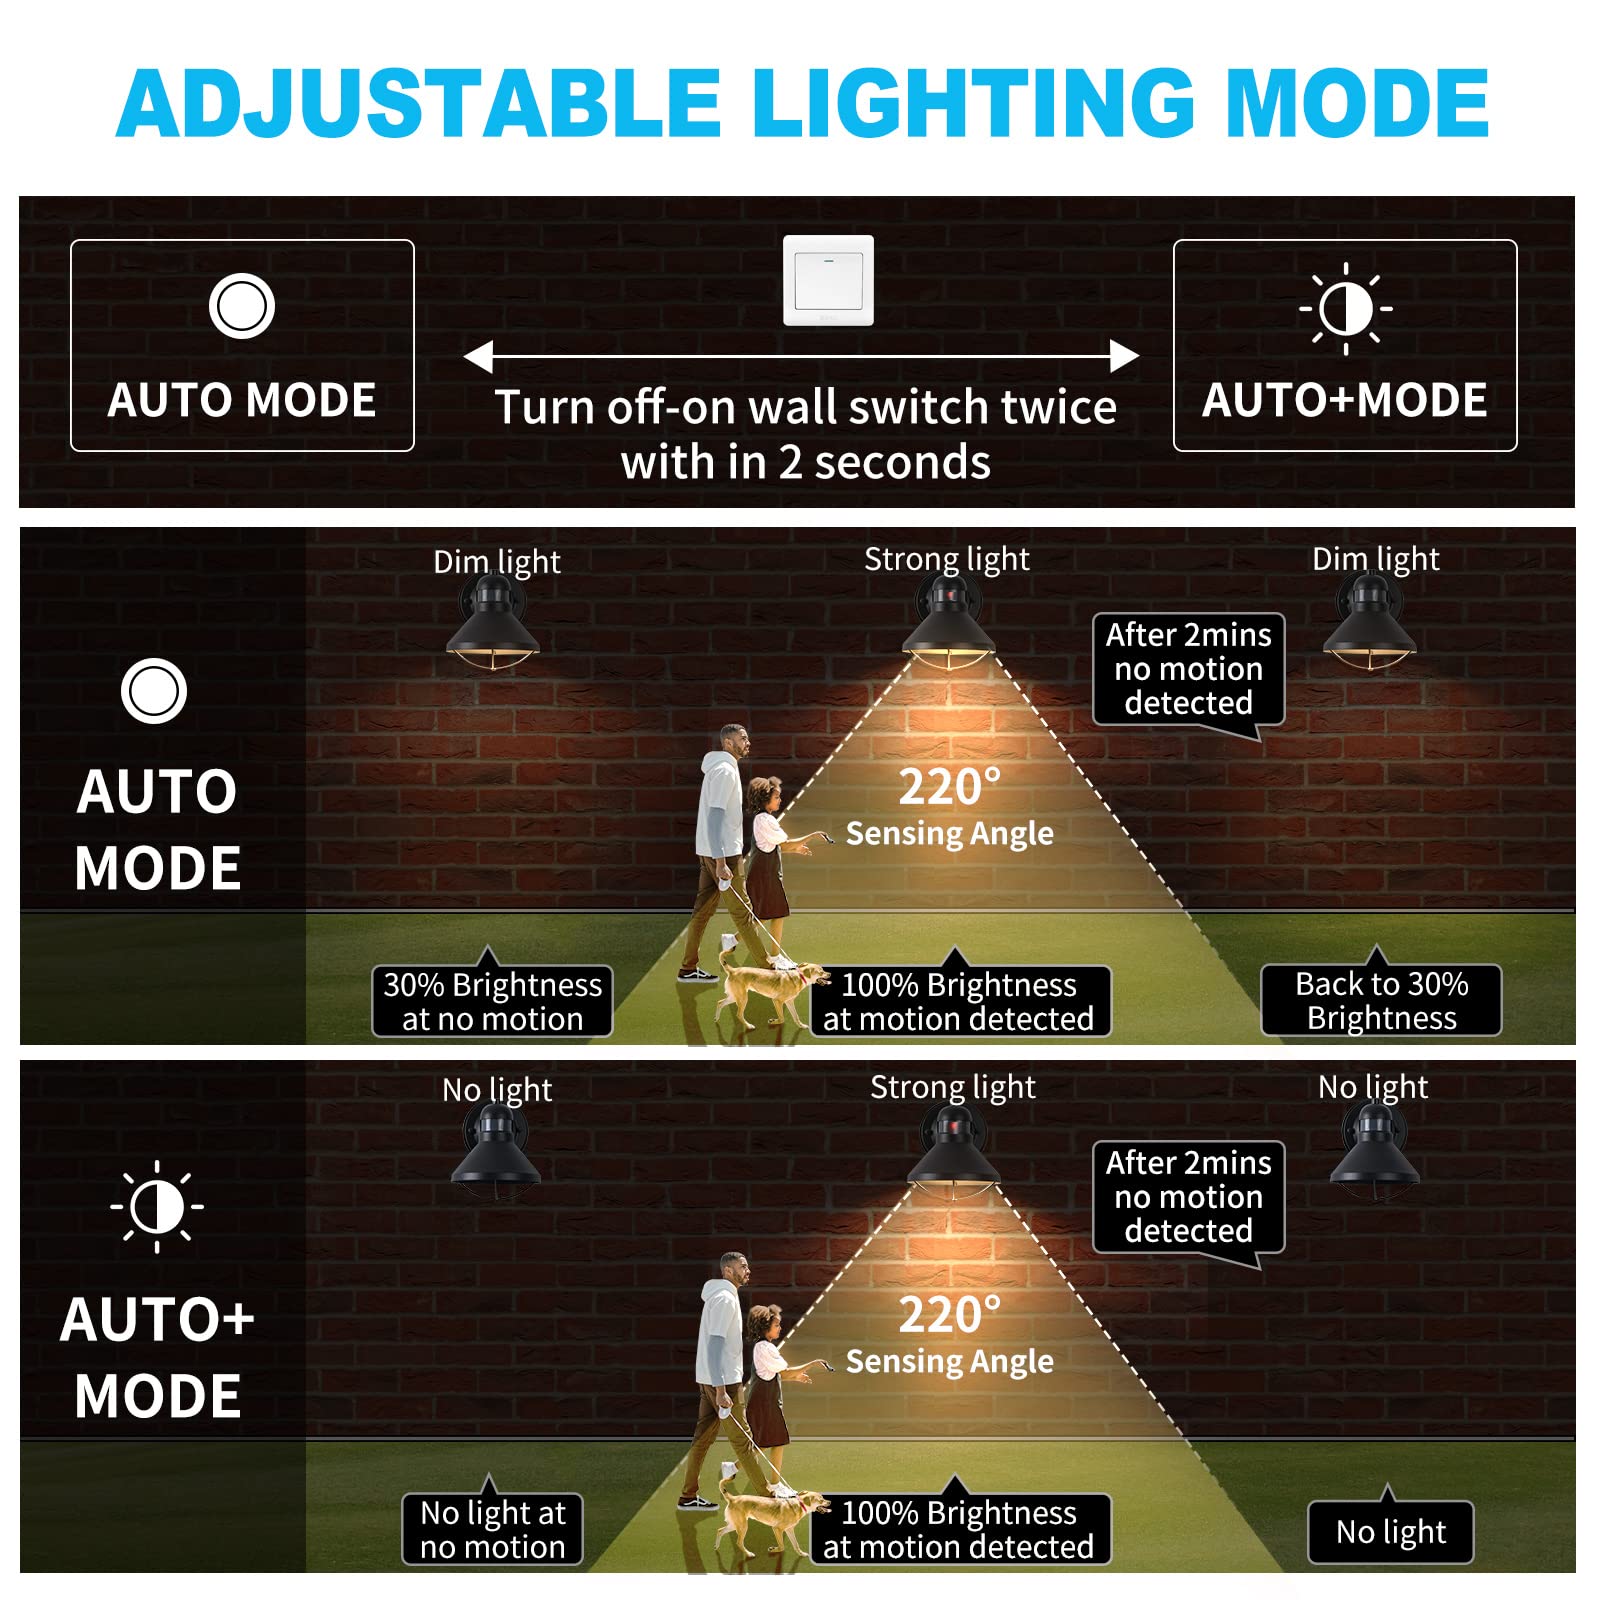 ADJUSTABLE LIGHTING MODE
AUTO MODE
Turn off-on wall switch twice
with in 2 seconds
AUTO+MODE
AUTO
MODE
Dim light
Strong light
Dim light
After 2mins
no motion
detected
220°
Sensing Angle
30% Brightness
at no motion
100% Brightness
at motion detected
Back to 30%
Brightness
AUTO+
MODE
No light
Strong light
No light
After 2mins
no motion
detected
220°
Sensing Angle
No light at
no motion
100% Brightness
at motion detected
No light